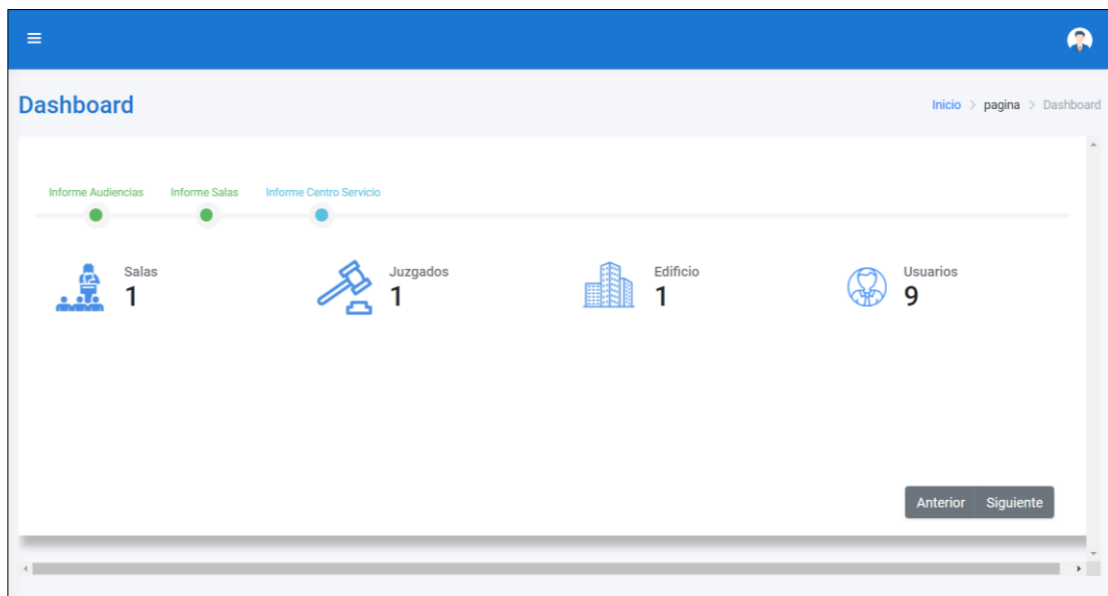 Dashboard
Inicio > pagina > Dashboard
Informe Audiencias Informe Salas Informe Centro Servicio
Salas
1
Juzgados
1
Edificio
1
Usuarios
9
Anterior Siguiente